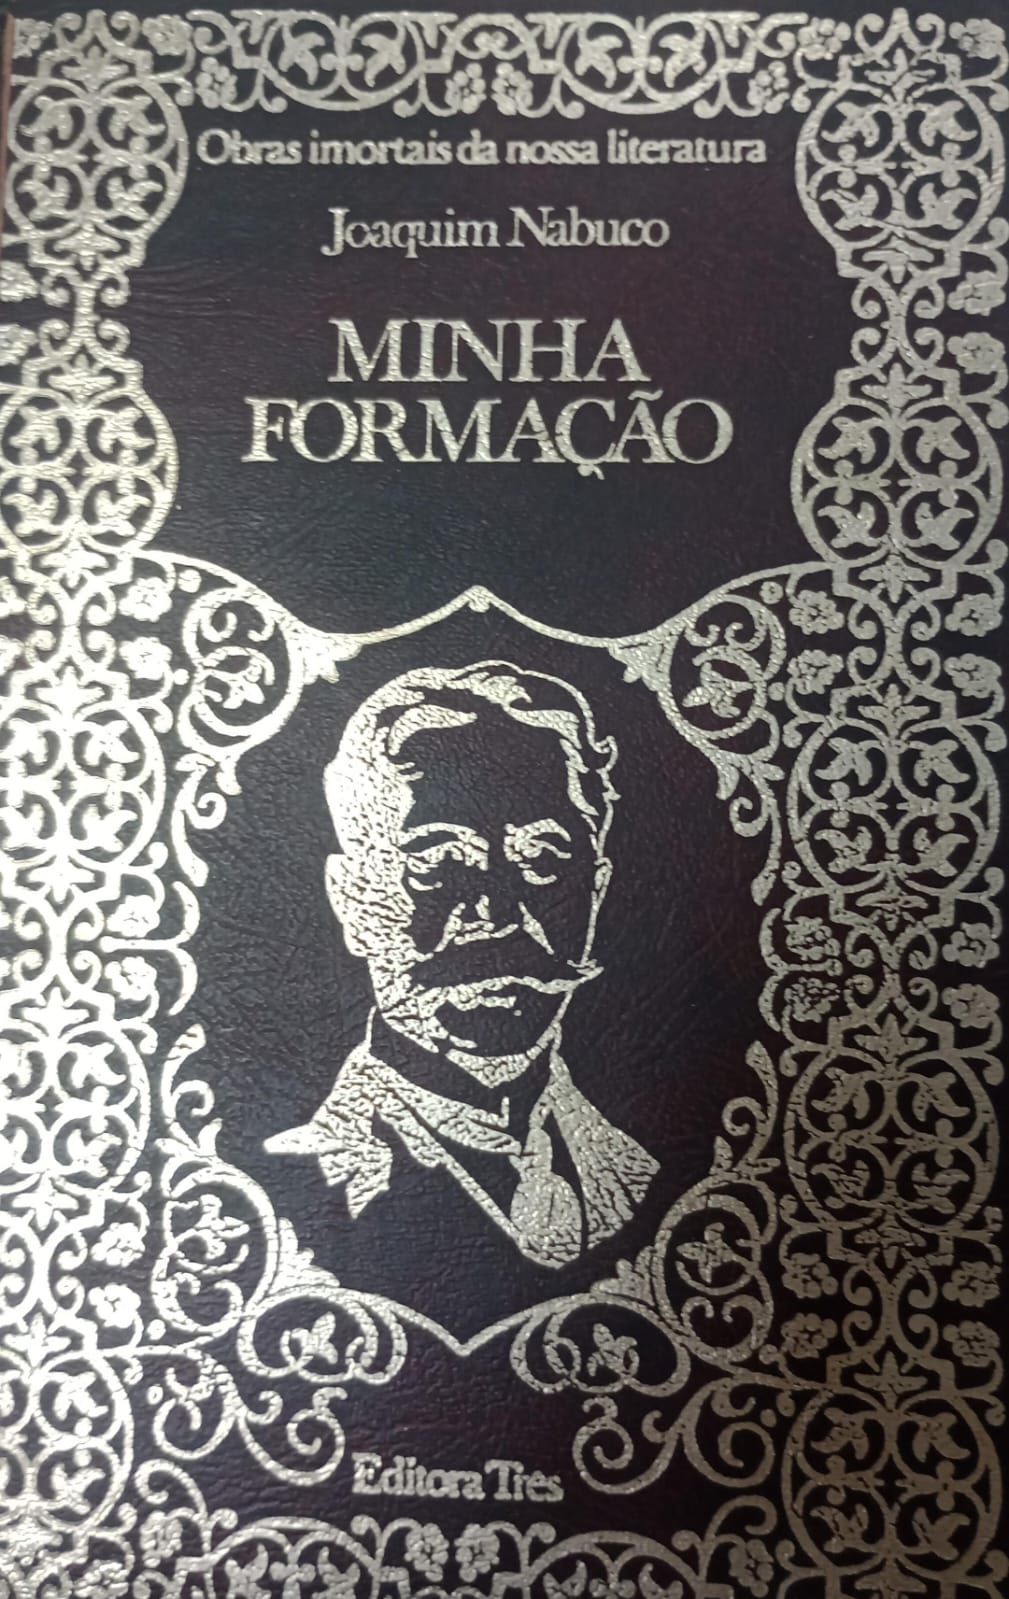 Obras imortais da nossa literatura
Joaquim Nabuco
MINHA
FORMAÇÃO
Editora Três